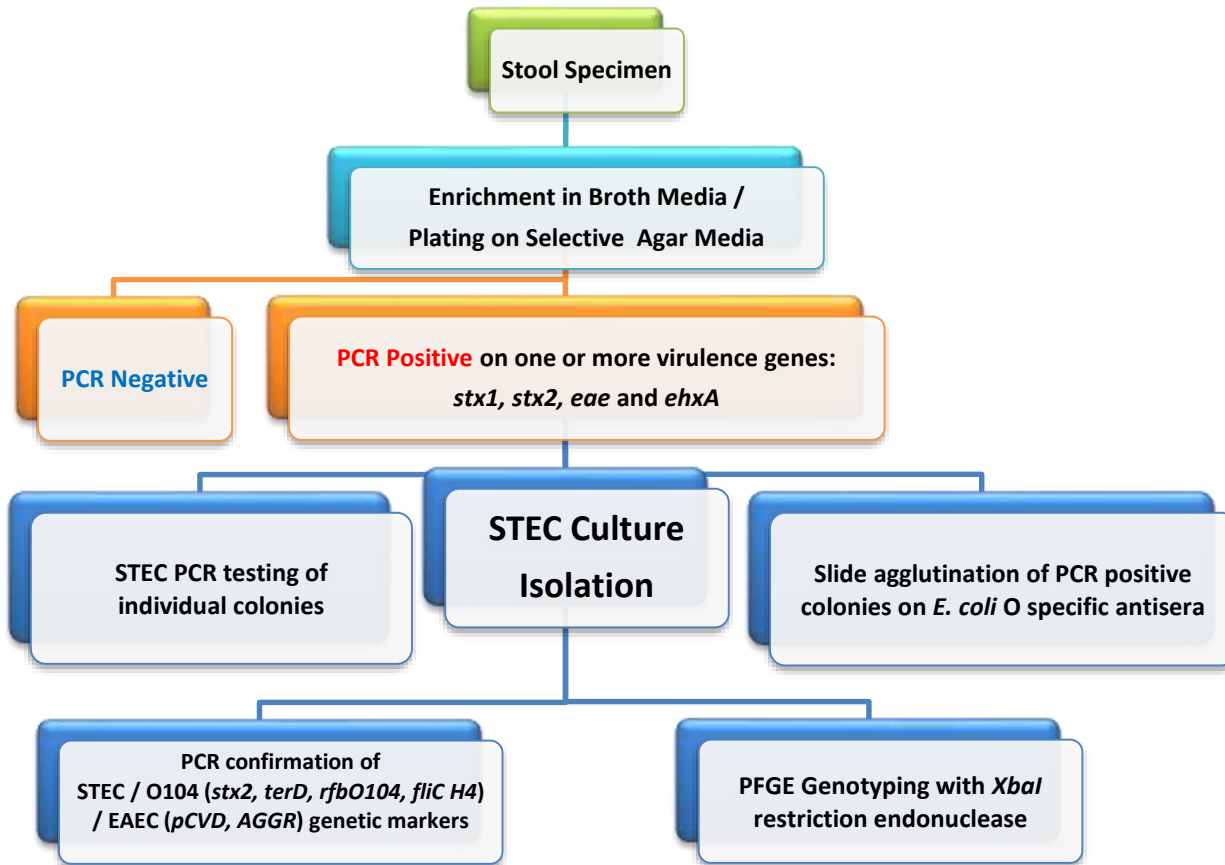 Stool Specimen
Enrichment in Broth Media /
Plating on Selective Agar Media
PCR Negative
PCR Positive on one or more virulence genes:
stx1, stx2, eae and ehxA
STEC PCR testing of
individual colonies
STEC Culture
Isolation
Slide agglutination of PCR positive
colonies on E. coli O specific antisera
PCR confirmation of
STEC / O104 (stx2, terD, rfbO104, fliC H4)
/ EAEC (pCVD, AGGR) genetic markers
PFGE Genotyping with XbaI
restriction endonuclease